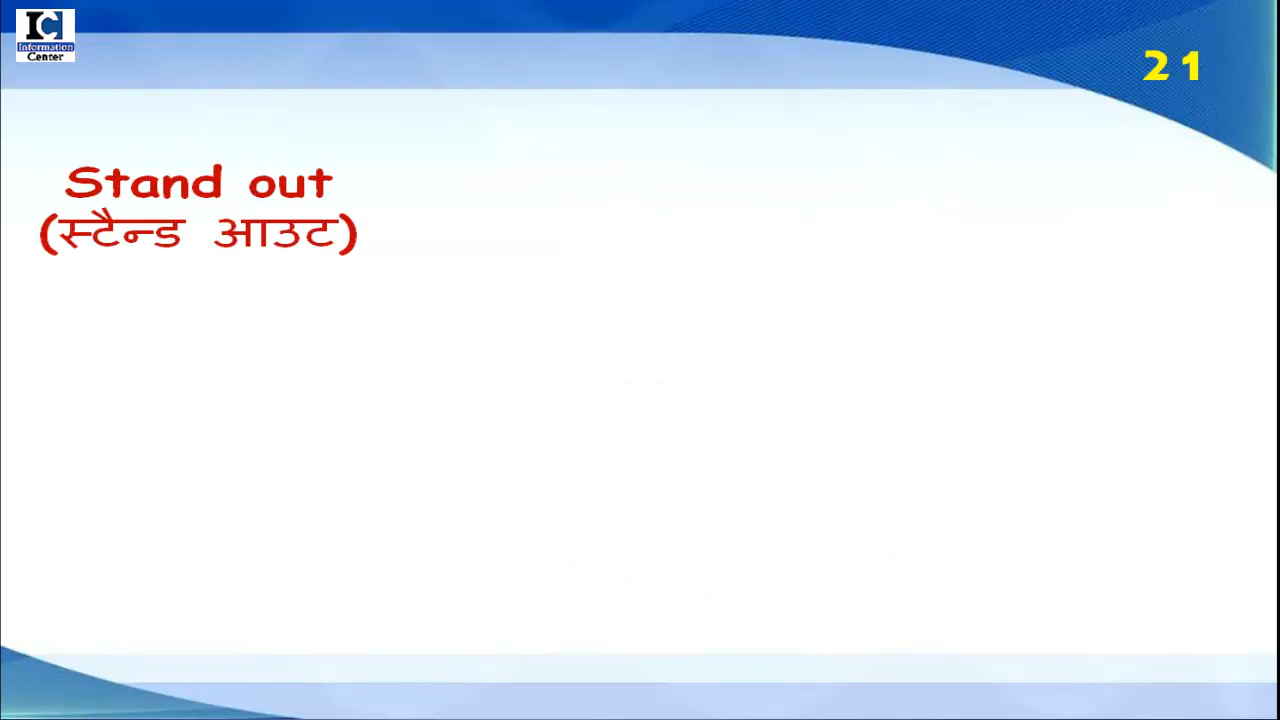 IC
Information
Center
21
Stand out
(स्टैन्ड आउट)